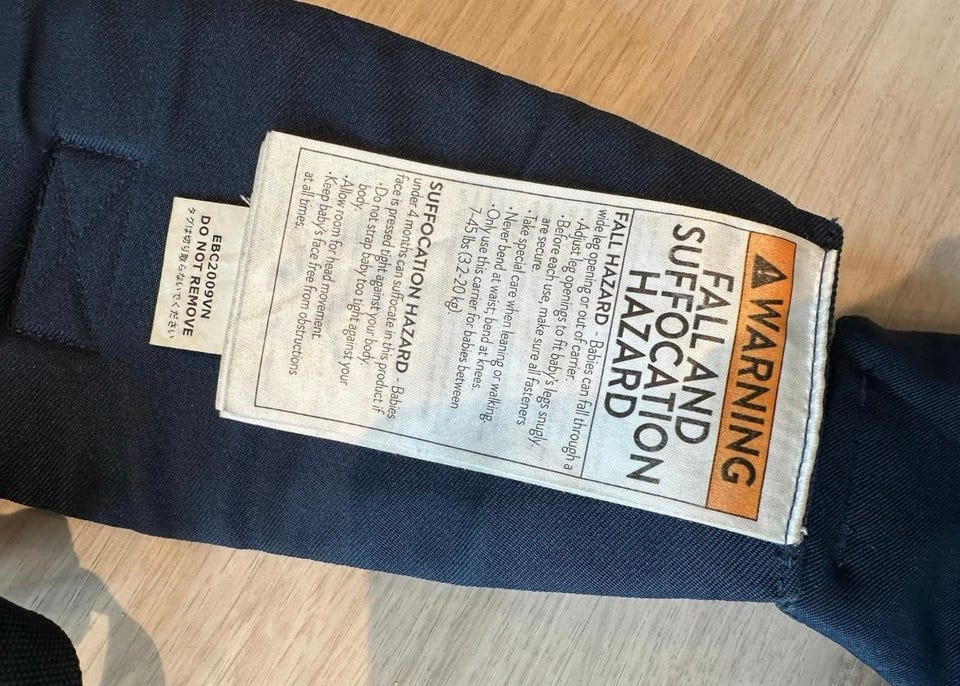 WARNING
FALL AND
SUFFOCATION
HAZARD
FALL HAZARD - Babies can fall through a
wide leg opening or out of carrier.
•Adjust leg openings to fit baby's legs snugly.
•Before each use, make sure all fasteners
are secure.
•Take special care when leaning or walking.
•Never bend at waist; bend at knees.
•Only use this carrier for babies between
7-45 lbs (3.2-20 kg).
SUFFOCATION HAZARD - Babies
under 4 months can suffocate in this product if
face is pressed tight against your body.
•Do not strap baby too tight against your
body.
•Allow room for head movement.
•Keep baby's face free from obstructions
at all times.
EBC2009VN
DO NOT REMOVE
タグは切り取らないでください